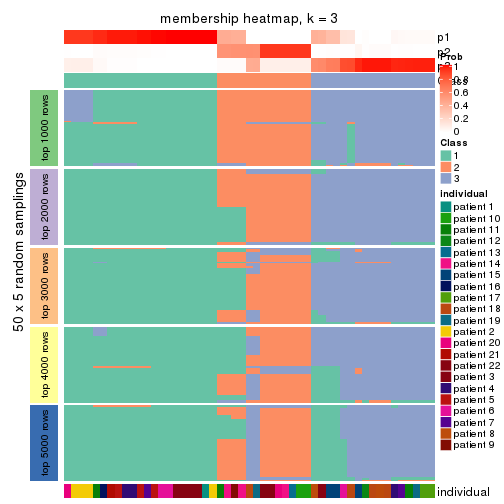 membership heatmap, k = 3
p1
p2
p3
Class
Prob
1
0.8
0.6
0.4
0.2
0
Class
1
2
3
individual
patient 1
patient 10
patient 11
patient 12
patient 13
patient 14
patient 15
patient 16
patient 17
patient 18
patient 19
patient 2
patient 20
patient 21
patient 22
patient 3
patient 4
patient 5
patient 6
patient 7
patient 8
patient 9
50 x 5 random samplings
top 1000 rows
top 2000 rows
top 3000 rows
top 4000 rows
top 5000 rows
individual